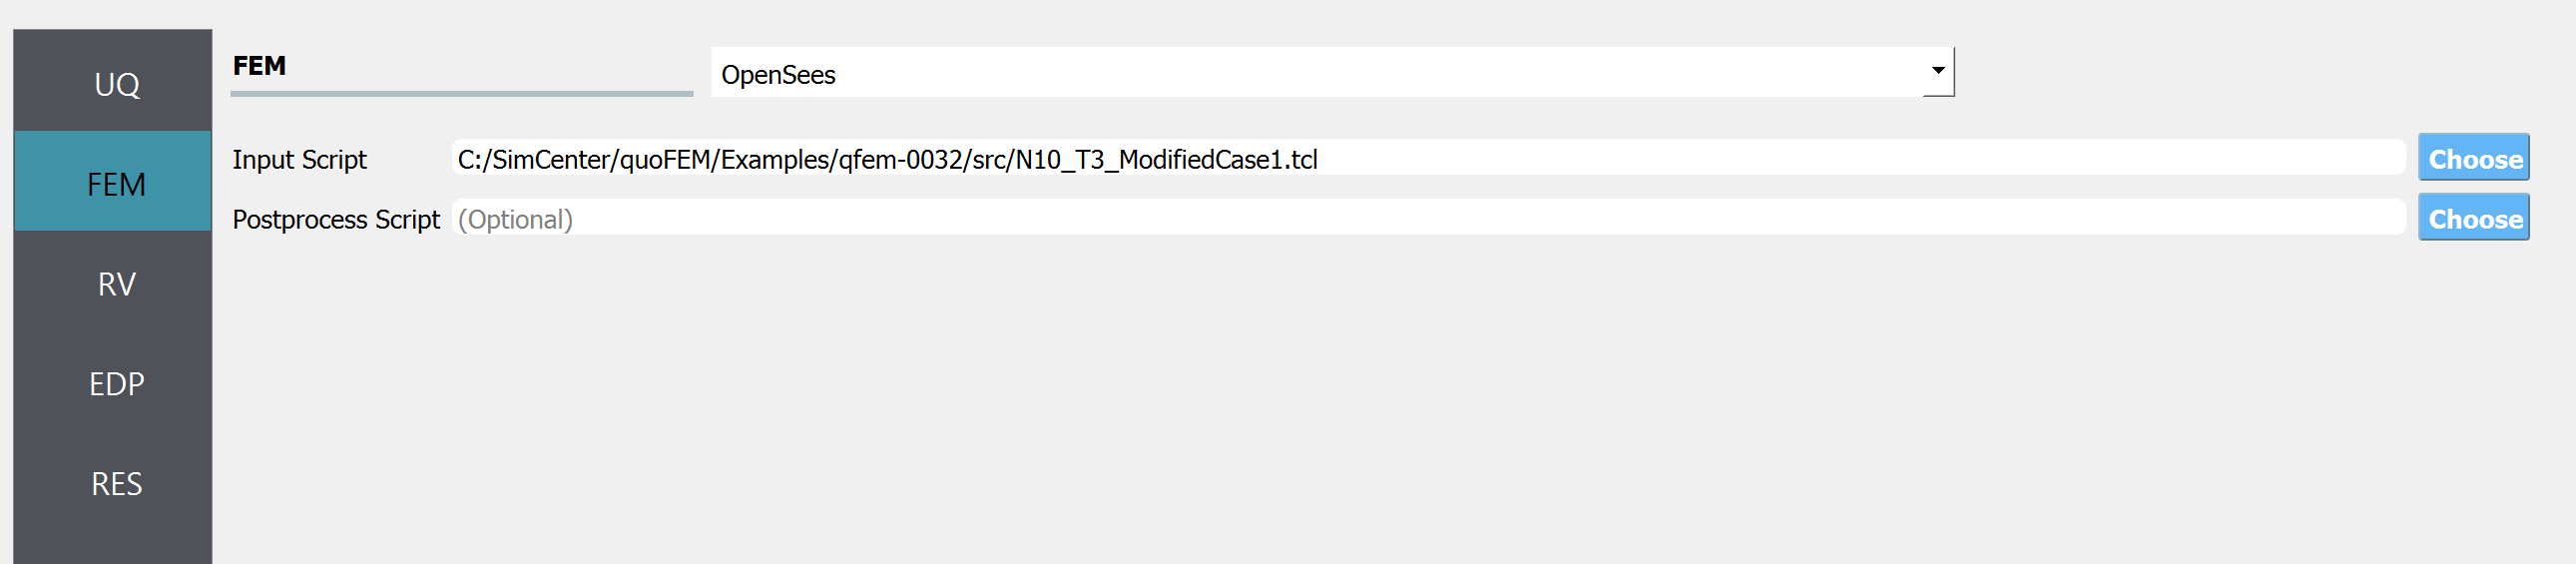 UQ
FEM
RV
EDP
RES
FEM
OpenSees
Input Script C:/SimCenter/quoFEM/Examples/qfem-0032/src/N10_T3_ModifiedCase1.tcl Choose
Postprocess Script (Optional) Choose